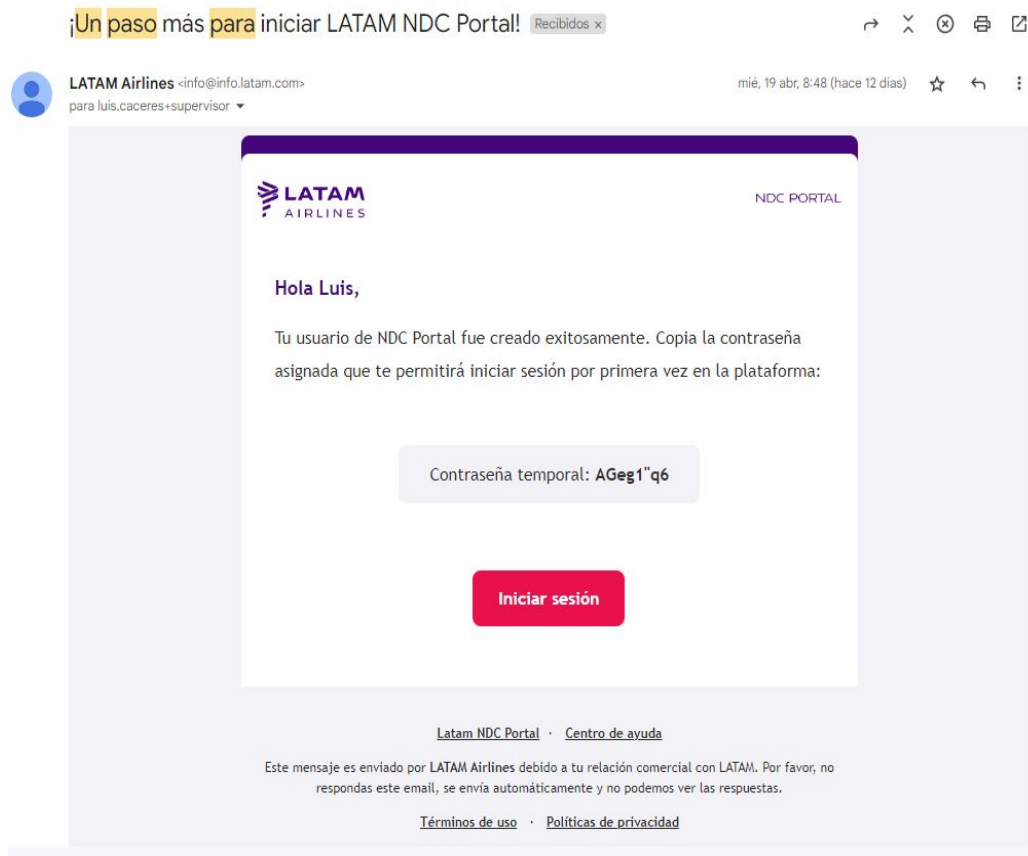 ¡Un paso más para iniciar LATAM NDC Portal! Recibidos x
LATAM Airlines <info@info.latam.com> mié, 19 abr, 8:48 (hace 12 días)
para luis.caceres+supervisor
LATAM
AIRLINES
NDC PORTAL
Hola Luis,
Tu usuario de NDC Portal fue creado exitosamente. Copia la contraseña
asignada que te permitirá iniciar sesión por primera vez en la plataforma:
Contraseña temporal: AGeg1"q6
Iniciar sesión
Latam NDC Portal · Centro de ayuda
Este mensaje es enviado por LATAM Airlines debido a tu relación comercial con LATAM. Por favor, no
respondas este email, se envía automáticamente y no podemos ver las respuestas.
Términos de uso · Políticas de privacidad